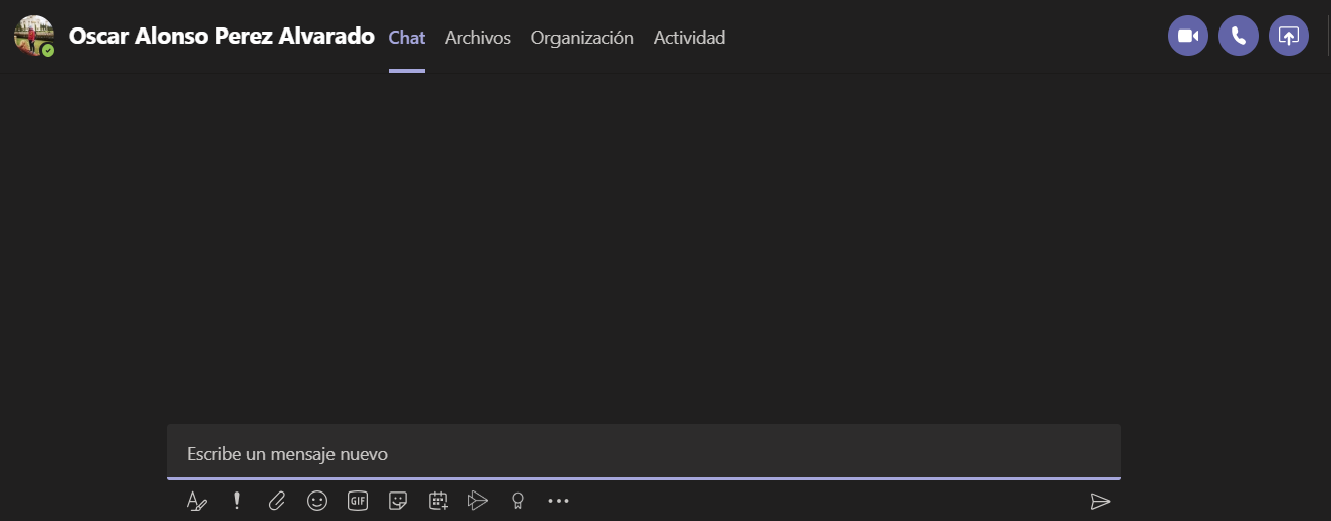 Oscar Alonso Perez Alvarado Chat Archivos Organización Actividad
Escribe un mensaje nuevo
GIF